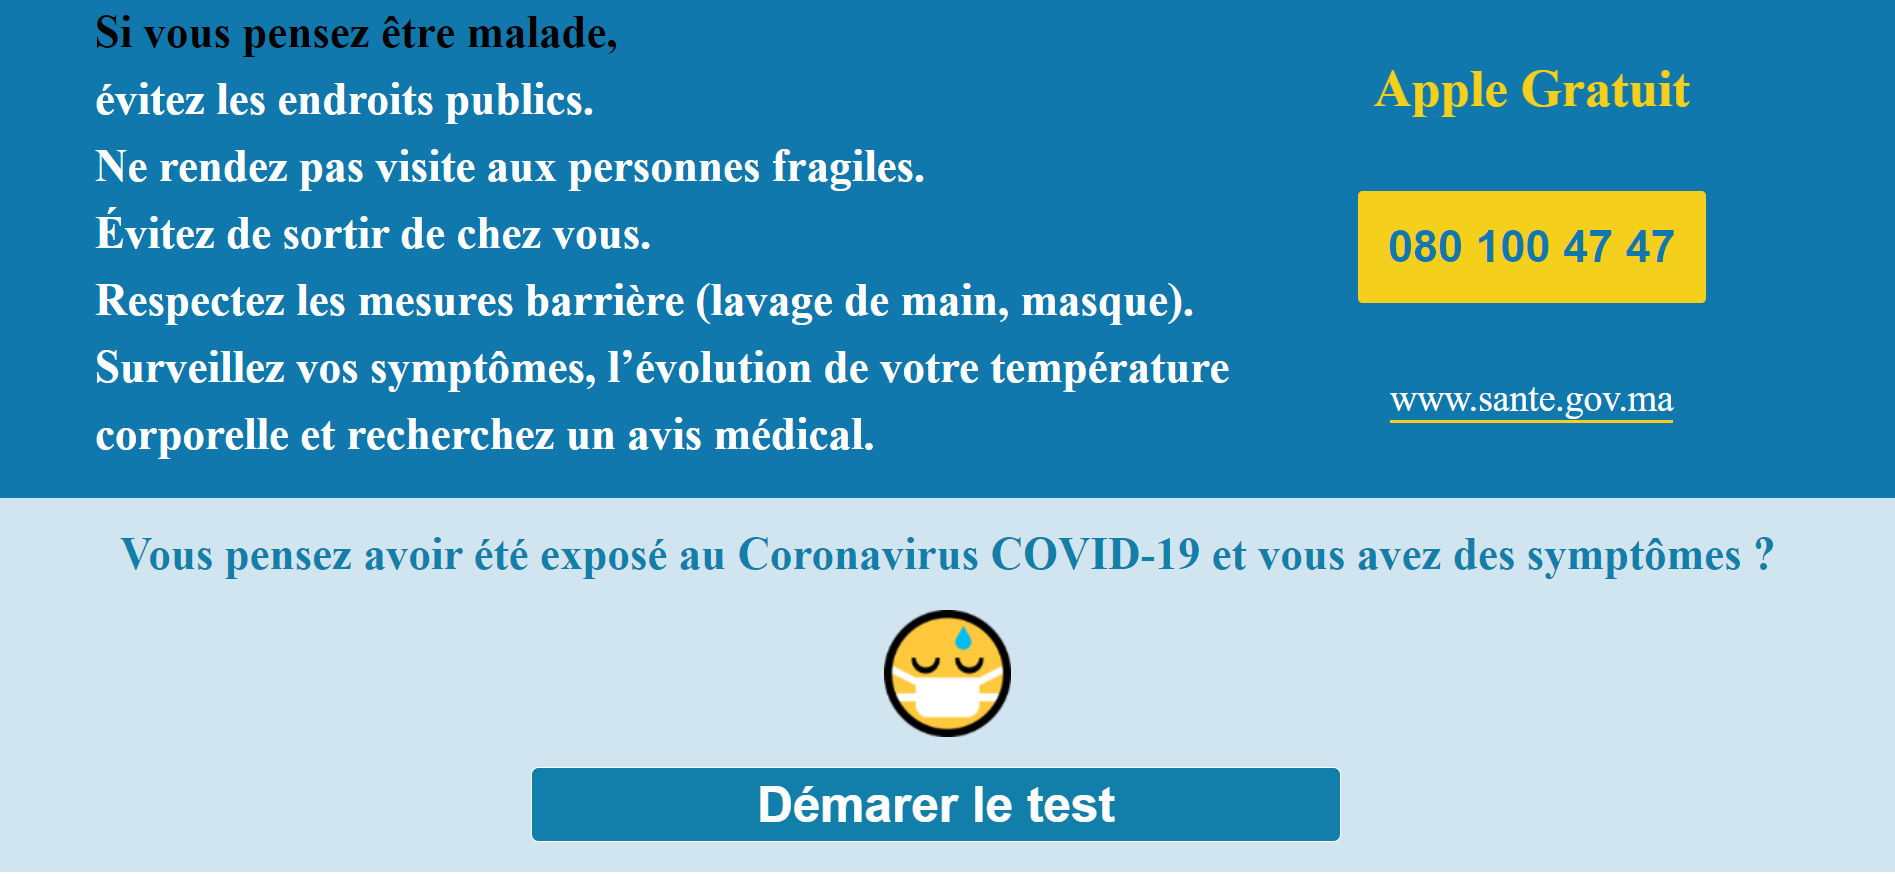 Si vous pensez être malade,
évitez les endroits publics.
Ne rendez pas visite aux personnes fragiles.
Évitez de sortir de chez vous.
Respectez les mesures barrière (lavage de main, masque).
Surveillez vos symptômes, l’évolution de votre température
corporelle et recherchez un avis médical.
Apple Gratuit
080 100 47 47
www.sante.gov.ma
Vous pensez avoir été exposé au Coronavirus COVID-19 et vous avez des symptômes ?
Démarer le test